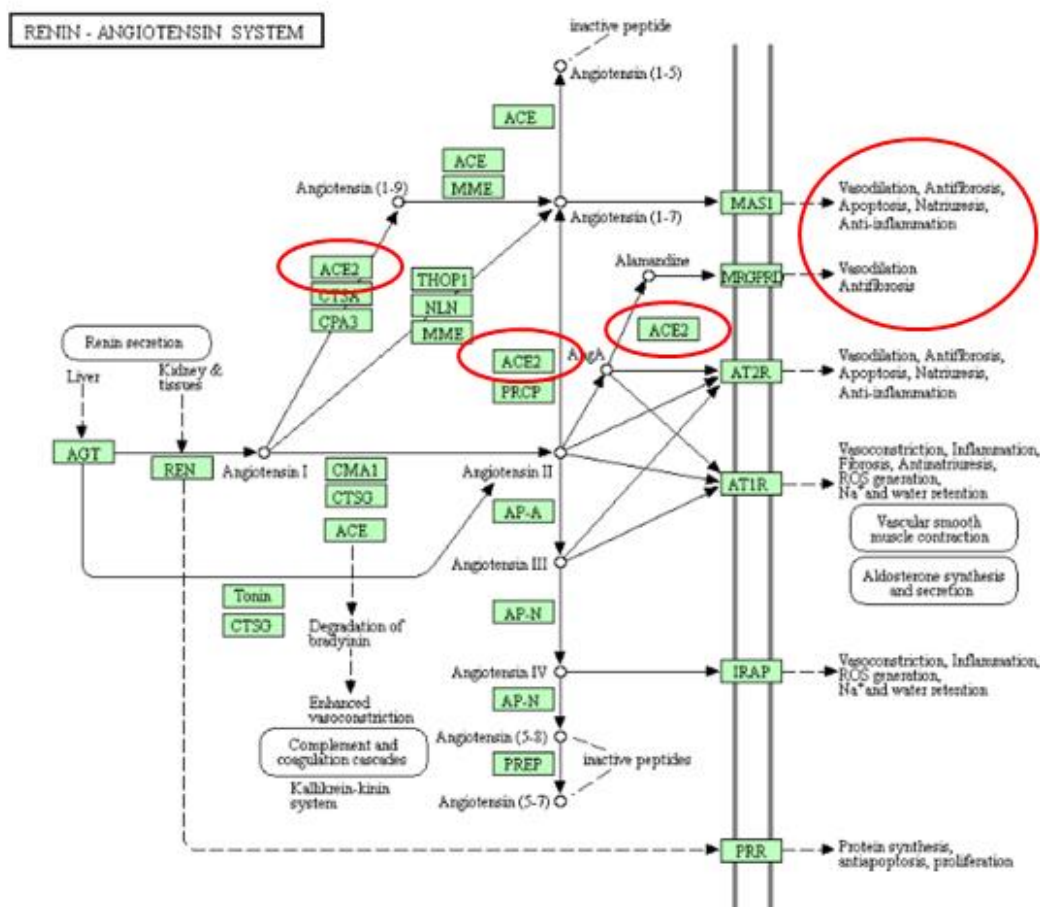 RENIN - ANGIOTENSIN SYSTEM
inactive peptide
Angiotensin (1-5)
ACE
ACE
MME
Angiotensin (1-9)
Angiotensin (1-7)
MAS1
Vasodilation, Antifibrosis,
Apoptosis, Natriuresis,
Anti-inflammation
ACE2
CTSA
CPA3
THOP1
NLN
MME
Alamandine
MRGPRD
Vasodilation
Antifibrosis
ACE2
ACE2
PRCP
AngA
AT2R
Vasodilation, Antifibrosis,
Apoptosis, Natriuresis,
Anti-inflammation
Renin secretion
Liver
Kidney &
tissues
AGT
REN
Angiotensin I
CMA1
CTSG
ACE
Angiotensin II
AP-A
AT1R
Vasoconstriction, Inflammation,
Fibrosis, Antinatriuresis,
ROS generation,
Na⁺ and water retention
Vascular smooth
muscle contraction
Angiotensin III
Aldosterone synthesis
and secretion
Tonin
CTSG
Degradation of
bradyinin
AP-N
Angiotensin IV
IRAP
Vasoconstriction, Inflammation,
ROS generation,
Na⁺ and water retention
Enhanced
vasoconstriction
AP-N
Complement and
coagulation cascades
Kallikrein-kinin
system
Angiotensin (5-8)
PREP
inactive peptides
Angiotensin (5-7)
PRR
Protein synthesis,
antiapoptosis, proliferation